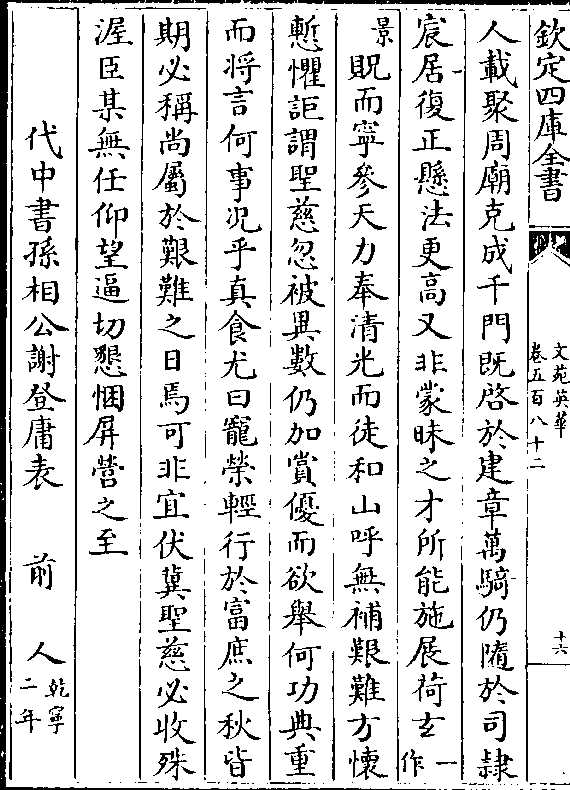 欽定四庫全書
文苑英華
卷五百八十二
十六
人載聚周廟克成千門既啓於建章萬騎仍隨於司隸
宸居復正懸法更高又非蒙昧之才所能施展荷玄一作
景貺而寧參天力奉清光而徒和山呼無補艱難方懷
慙懼詎謂聖慈忽被異數仍加賞優而欲舉何功典重
而將言何事况乎真食尤曰寵榮輕行於富庶之秋皆
期必稱尚屬於艱難之日焉可非宜伏冀聖慈必收殊
渥臣某無任仰望逼切懇悃屏營之至
代中書孫相公謝登庸表 前人乾寧二年